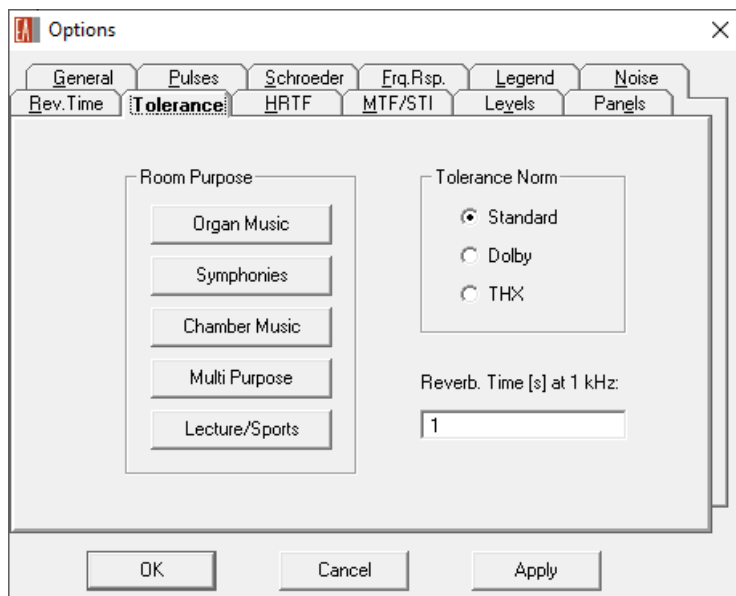 EA Options
General Pulses Schroeder Frq.Rsp. Legend Noise
Rev.Time Tolerance HRTF MTF/STI Levels Panels
Room Purpose
Organ Music
Symphonies
Chamber Music
Multi Purpose
Lecture/Sports
Tolerance Norm
Standard
Dolby
THX
Reverb. Time [s] at 1 kHz:
1
OK Cancel Apply